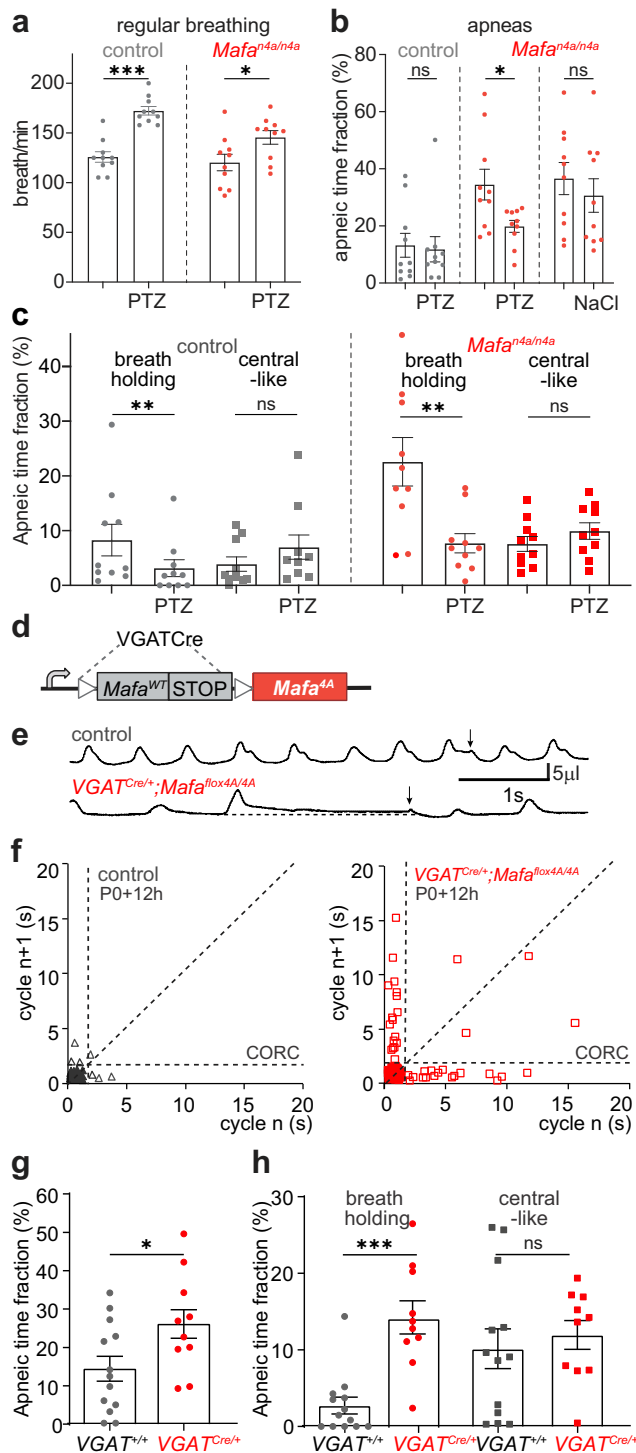 a
regular breathing
control
Mafa^n4a/n4a
***
*
breath/min
200
150
100
50
0
PTZ
PTZ
b
apneas
control
Mafa^n4a/n4a
ns
*
ns
apneic time fraction (%)
80
60
40
20
0
PTZ
PTZ
NaCl
c
control
Mafa^n4a/n4a
breath
holding
central
-like
breath
holding
central
-like
**
ns
**
ns
Apneic time fraction (%)
40
30
20
10
0
PTZ
PTZ
PTZ
PTZ
d
VGATCre
Mafa^WT
STOP
Mafa^4A
e
control
VGAT^Cre/+;Mafa^flox4A/4A
5µl
1s
f
control
P0+12h
cycle n+1 (s)
20
15
10
5
0
CORC
0
5
10
15
20
cycle n (s)
VGAT^Cre/+;Mafa^flox4A/4A
P0+12h
cycle n+1 (s)
20
15
10
5
0
CORC
0
5
10
15
20
cycle n (s)
g
*
Apneic time fraction (%)
60
50
40
30
20
10
0
VGAT^+/+
VGAT^Cre/+
h
breath
holding
central
-like
***
ns
Apneic time fraction (%)
30
20
10
0
VGAT^+/+
VGAT^Cre/+
VGAT^+/+
VGAT^Cre/+